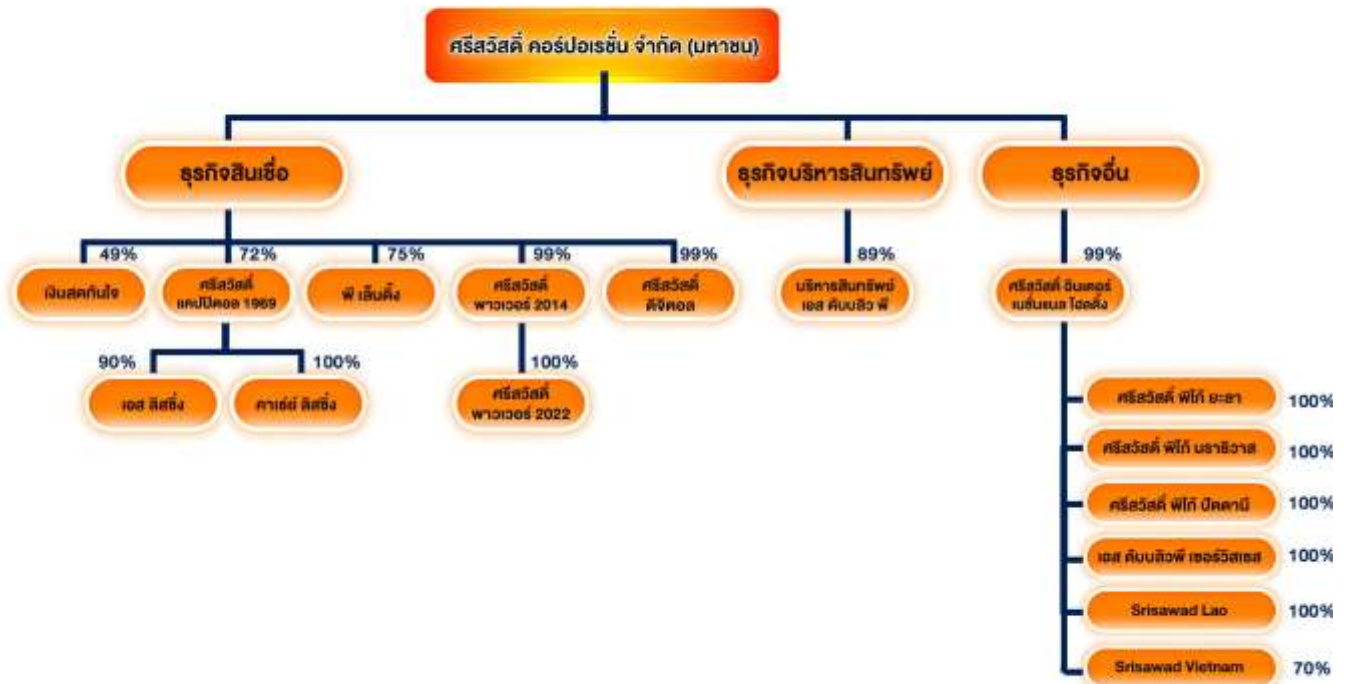 ศรีสวัสดิ์ คอร์ปอเรชั่น จำกัด (มหาชน)
ธุรกิจสินเชื่อ
ธุรกิจบริหารสินทรัพย์
ธุรกิจอื่น
49%
72%
75%
99%
99%
89%
99%
เงินสดทันใจ
ศรีสวัสดิ์
แคปปิตอล 1969
พี เล็นดิ้ง
ศรีสวัสดิ์
พาวเวอร์ 2014
ศรีสวัสดิ์
ดิจิตอล
บริหารสินทรัพย์
เอส ดับบลิว พี
ศรีสวัสดิ์ อินเตอร์
เนชั่นแนล โฮลดิ้ง
90%
100%
100%
เอส ลิสซิ่ง
คาเธ่ย์ ลิสซิ่ง
ศรีสวัสดิ์
พาวเวอร์ 2022
ศรีสวัสดิ์ พิโก้ ยะลา 100%
ศรีสวัสดิ์ พิโก้ นราธิวาส 100%
ศรีสวัสดิ์ พิโก้ ปัตตานี 100%
เอส ดับบลิวพี เซอร์วิสเซส 100%
Srisawad Lao 100%
Srisawad Vietnam 70%